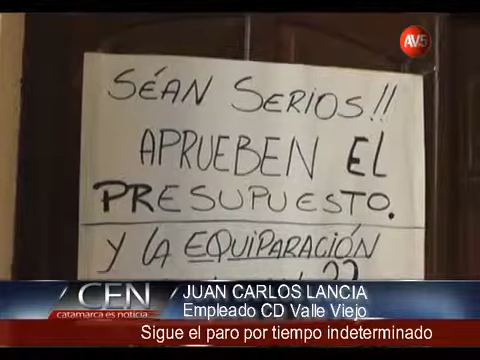 AV5
SÉAN SERIOS!!
APRUEBEN EL
PRESUPUESTO.
Y LA EQUIPARACIÓN
CEN
catamarca es noticia
JUAN CARLOS LANCIA
Empleado CD Valle Viejo
Sigue el paro por tiempo indeterminado